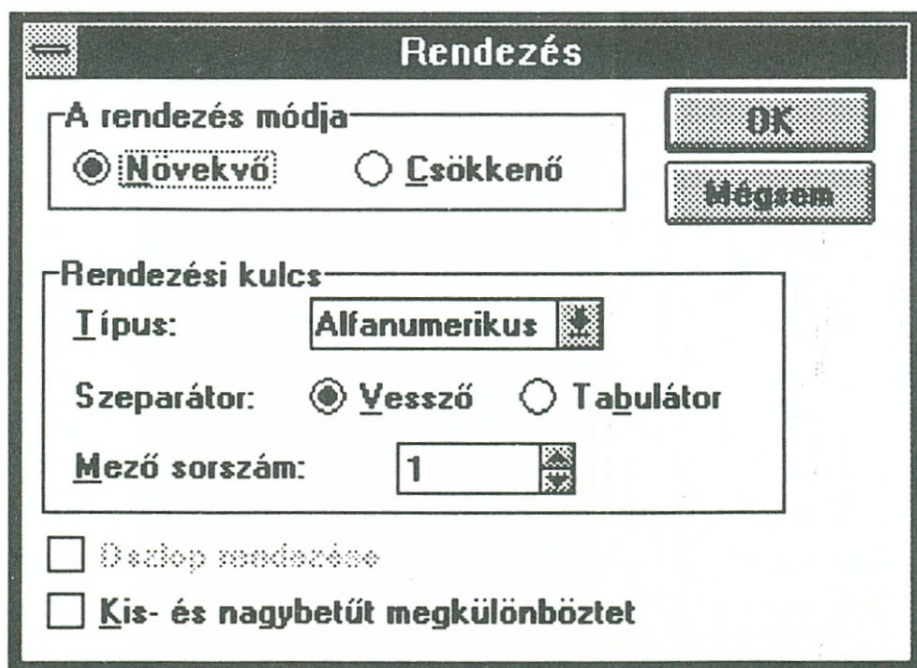 Rendezés
A rendezés módja
Növekvő Csökkenő
OK
Mégsem
Rendezési kulcs
Típus: Alfanumerikus
Szeparátor: Vessző Tabulátor
Mező sorszám: 1
Oszlop rendezése
Kis- és nagybetűt megkülönböztet